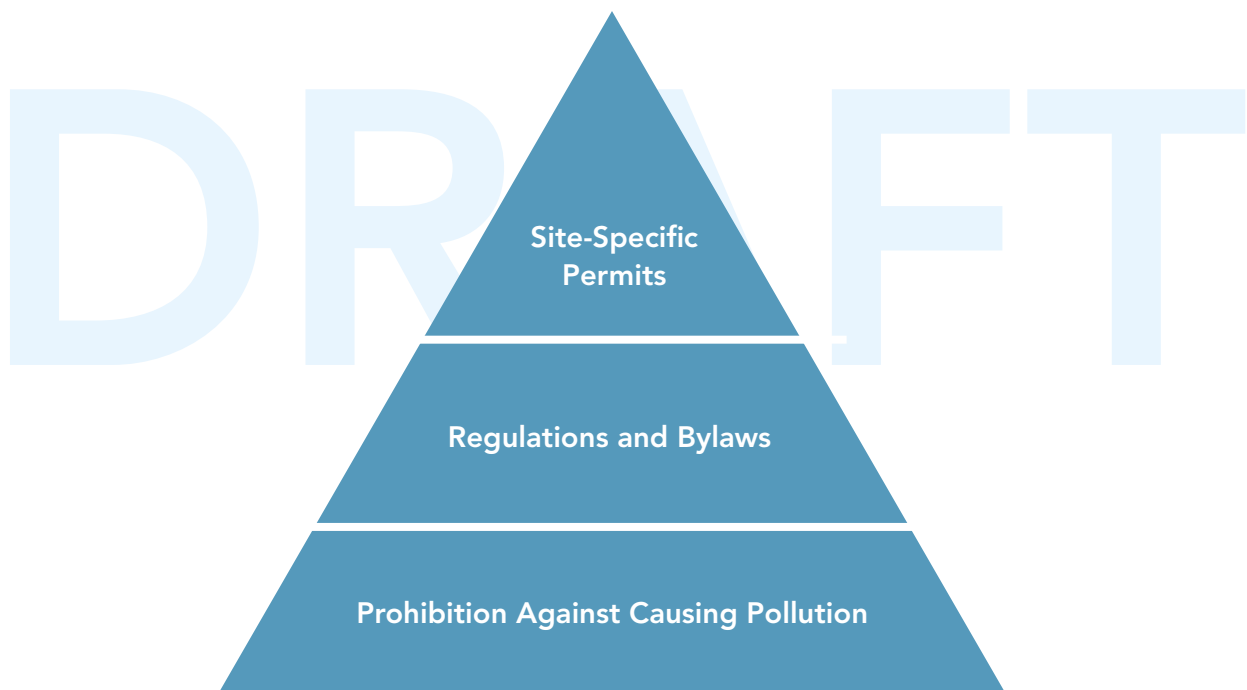 DRAFT
Site-Specific
Permits
Regulations and Bylaws
Prohibition Against Causing Pollution